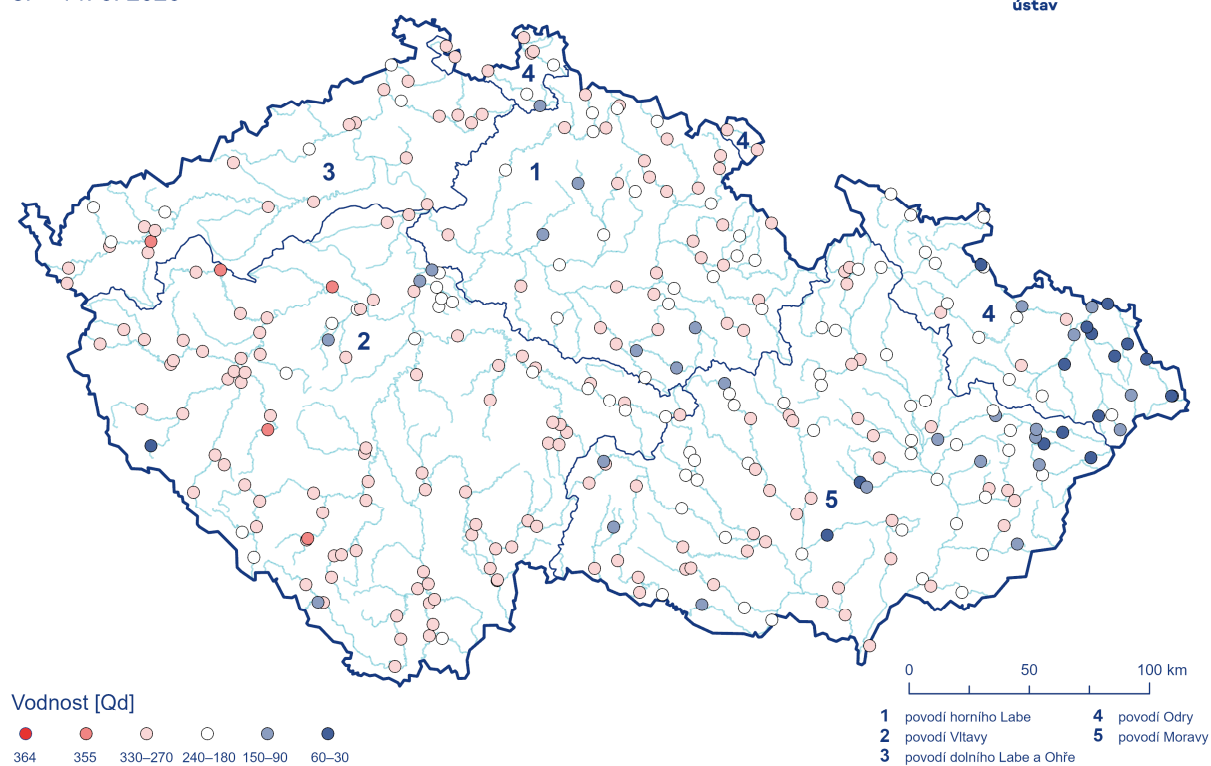 ústav
4
4
3
1
4
2
5
0 50 100 km
Vodnost [Qd]
364 355 330–270 240–180 150–90 60–30
1 povodí horního Labe
2 povodí Vltavy
3 povodí dolního Labe a Ohře
4 povodí Odry
5 povodí Moravy